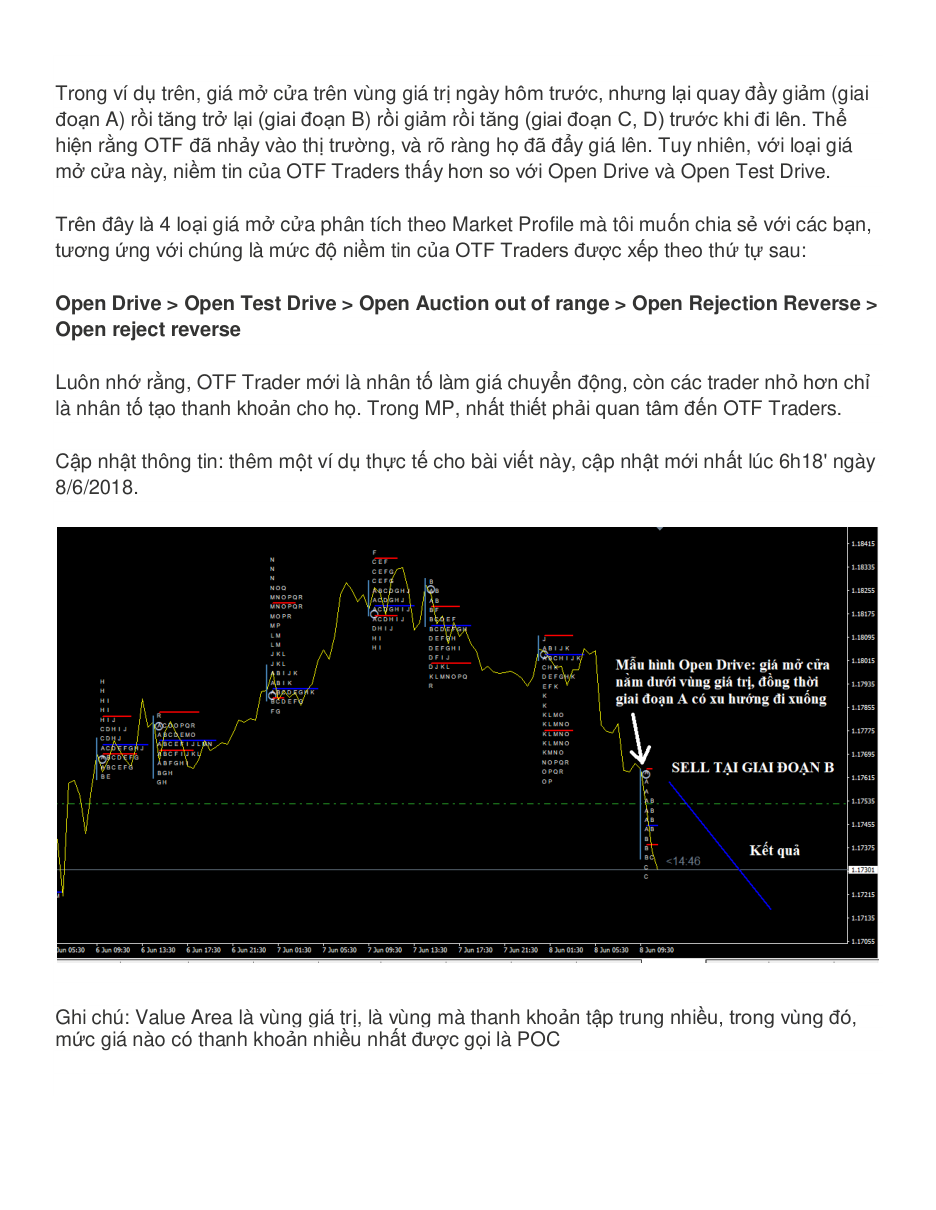 Trong ví dụ trên, giá mở cửa trên vùng giá trị ngày hôm trước, nhưng lại quay đầy giảm (giai
đoạn A) rồi tăng trở lại (giai đoạn B) rồi giảm rồi tăng (giai đoạn C, D) trước khi đi lên. Thể
hiện rằng OTF đã nhảy vào thị trường, và rõ ràng họ đã đẩy giá lên. Tuy nhiên, với loại giá
mở cửa này, niềm tin của OTF Traders thấy hơn so với Open Drive và Open Test Drive.
Trên đây là 4 loại giá mở cửa phân tích theo Market Profile mà tôi muốn chia sẻ với các bạn,
tương ứng với chúng là mức độ niềm tin của OTF Traders được xếp theo thứ tự sau:
Open Drive > Open Test Drive > Open Auction out of range > Open Rejection Reverse >
Open reject reverse
Luôn nhớ rằng, OTF Trader mới là nhân tố làm giá chuyển động, còn các trader nhỏ hơn chỉ
là nhân tố tạo thanh khoản cho họ. Trong MP, nhất thiết phải quan tâm đến OTF Traders.
Cập nhật thông tin: thêm một ví dụ thực tế cho bài viết này, cập nhật mới nhất lúc 6h18' ngày
8/6/2018.
Mẫu hình Open Drive: giá mở cửa
nằm dưới vùng giá trị, đồng thời
giai đoạn A có xu hướng đi xuống
SELL TẠI GIAI ĐOẠN B
Kết quả
<14:46
1.18415
1.18335
1.18255
1.18175
1.18095
1.18015
1.17935
1.17855
1.17775
1.17695
1.17615
1.17535
1.17455
1.17375
1.17301
1.17215
1.17135
1.17055
Jun 05:30 6 Jun 09:30 6 Jun 13:30 6 Jun 17:30 6 Jun 21:30 7 Jun 01:30 7 Jun 05:30 7 Jun 09:30 7 Jun 13:30 7 Jun 17:30 7 Jun 21:30 8 Jun 01:30 8 Jun 05:30 8 Jun 09:30
Ghi chú: Value Area là vùng giá trị, là vùng mà thanh khoản tập trung nhiều, trong vùng đó,
mức giá nào có thanh khoản nhiều nhất được gọi là POC